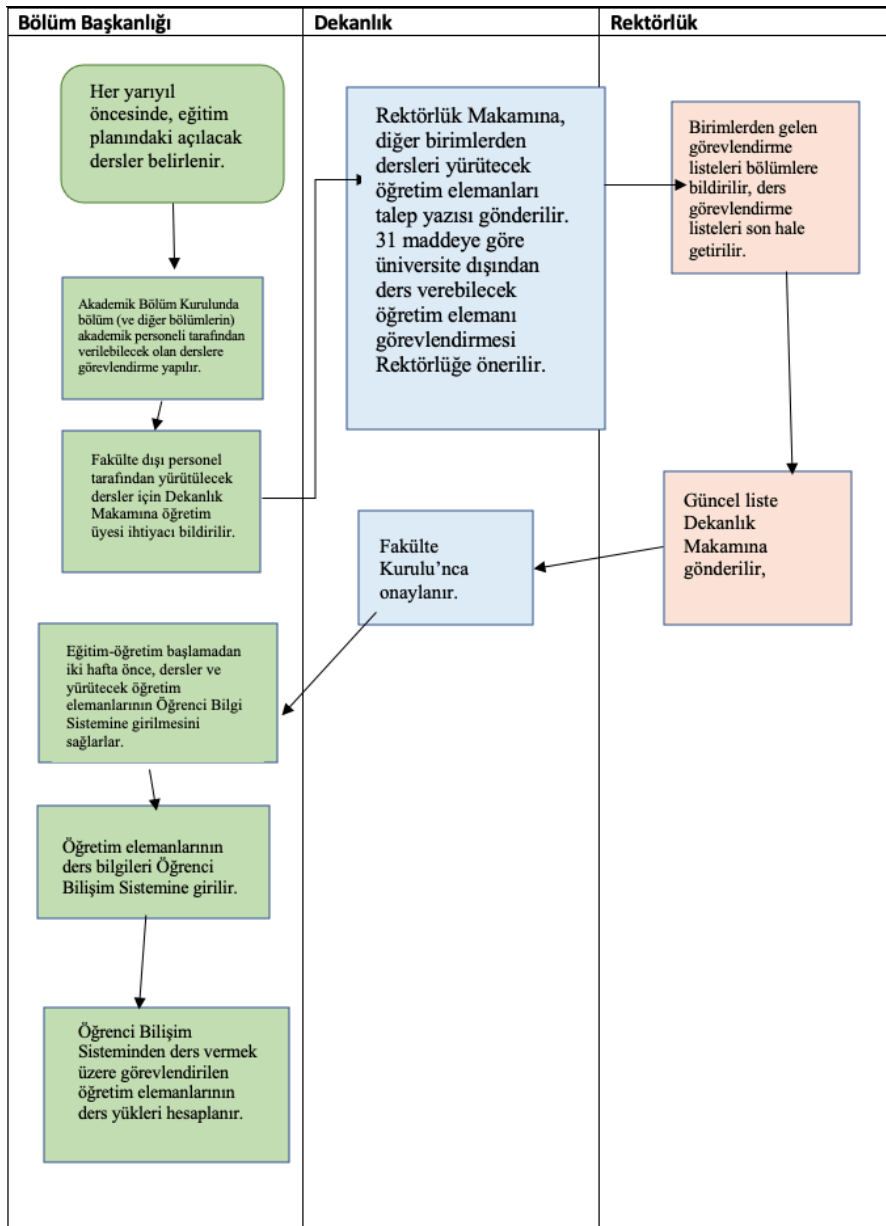 Bölüm Başkanlığı
Dekanlık
Rektörlük
Her yarıyıl
öncesinde, eğitim
planındaki açılacak
dersler belirlenir.
Akademik Bölüm Kurulunda
bölüm (ve diğer bölümlerin)
akademik personeli tarafından
verilebilecek olan derslere
görevlendirme yapılır.
Fakülte dışı personel
tarafından yürütülecek
dersler için Dekanlık
Makamına öğretim
üyesi ihtiyacı bildirilir.
Rektörlük Makamına,
diğer birimlerden
dersleri yürütecek
öğretim elemanları
talep yazısı gönderilir.
31 maddeye göre
üniversite dışından
ders verebilecek
öğretim elemanı
görevlendirmesi
Rektörlüğe önerilir.
Birimlerden gelen
görevlendirme
listeleri bölümlere
bildirilir, ders
görevlendirme
listeleri son hale
getirilir.
Güncel liste
Dekanlık
Makamına
gönderilir,
Fakülte
Kurulu’nca
onaylanır.
Eğitim-öğretim başlamadan
iki hafta önce, dersler ve
yürütecek öğretim
elemanlarının Öğrenci Bilgi
Sistemine girilmesini
sağlarlar.
Öğretim elemanlarının
ders bilgileri Öğrenci
Bilişim Sistemine girilir.
Öğrenci Bilişim
Sisteminden ders vermek
üzere görevlendirilen
öğretim elemanlarının
ders yükleri hesaplanır.